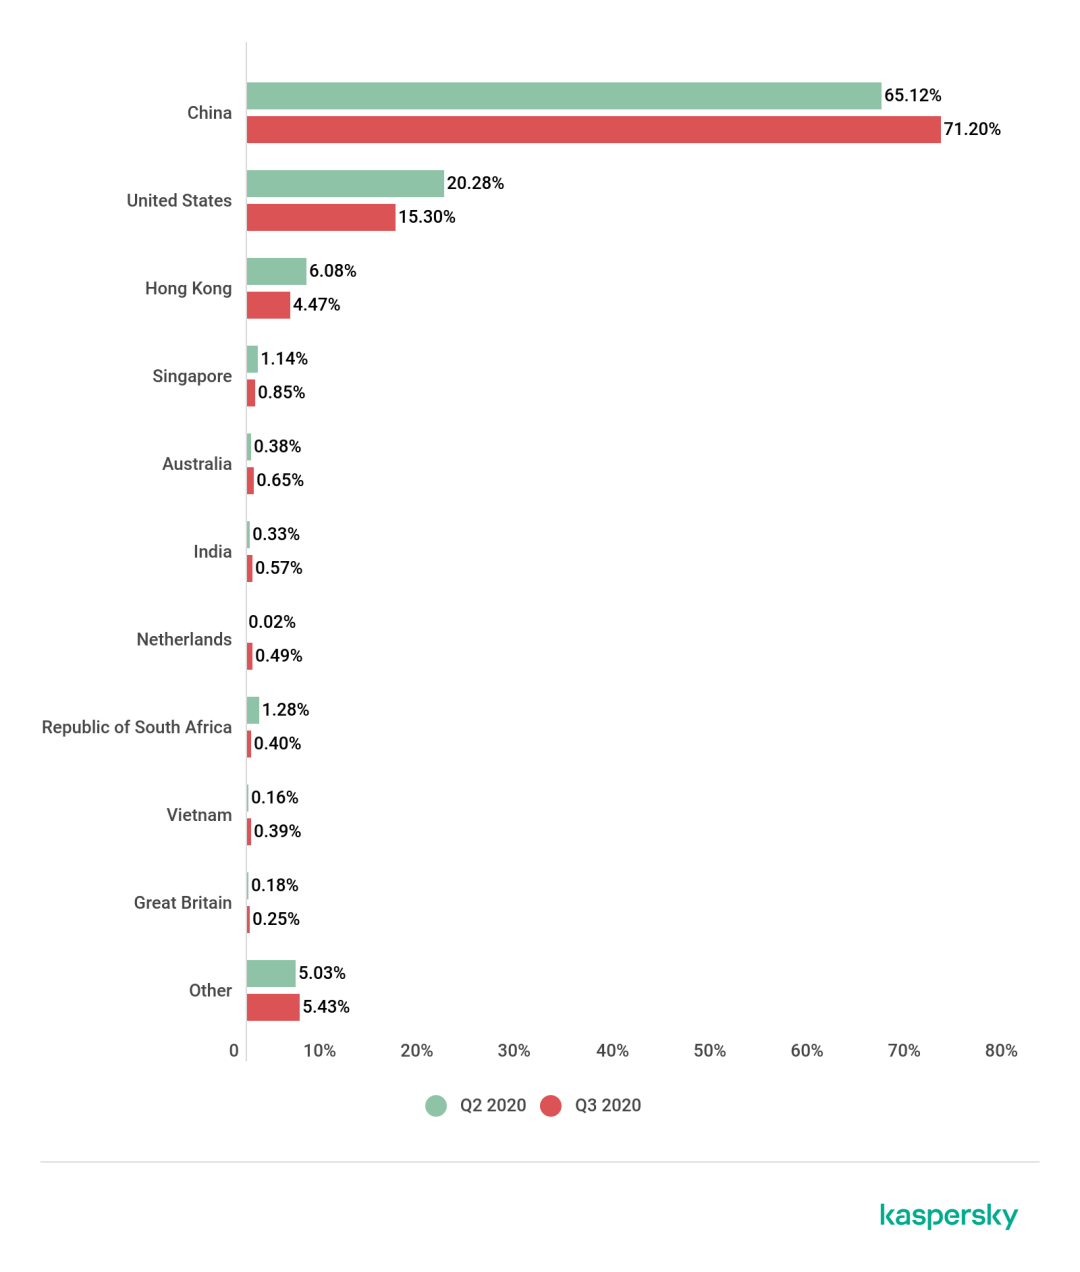 China
65.12%
71.20%
United States
20.28%
15.30%
Hong Kong
6.08%
4.47%
Singapore
1.14%
0.85%
Australia
0.38%
0.65%
India
0.33%
0.57%
Netherlands
0.02%
0.49%
Republic of South Africa
1.28%
0.40%
Vietnam
0.16%
0.39%
Great Britain
0.18%
0.25%
Other
5.03%
5.43%
0 10% 20% 30% 40% 50% 60% 70% 80%
Q2 2020 Q3 2020
kaspersky